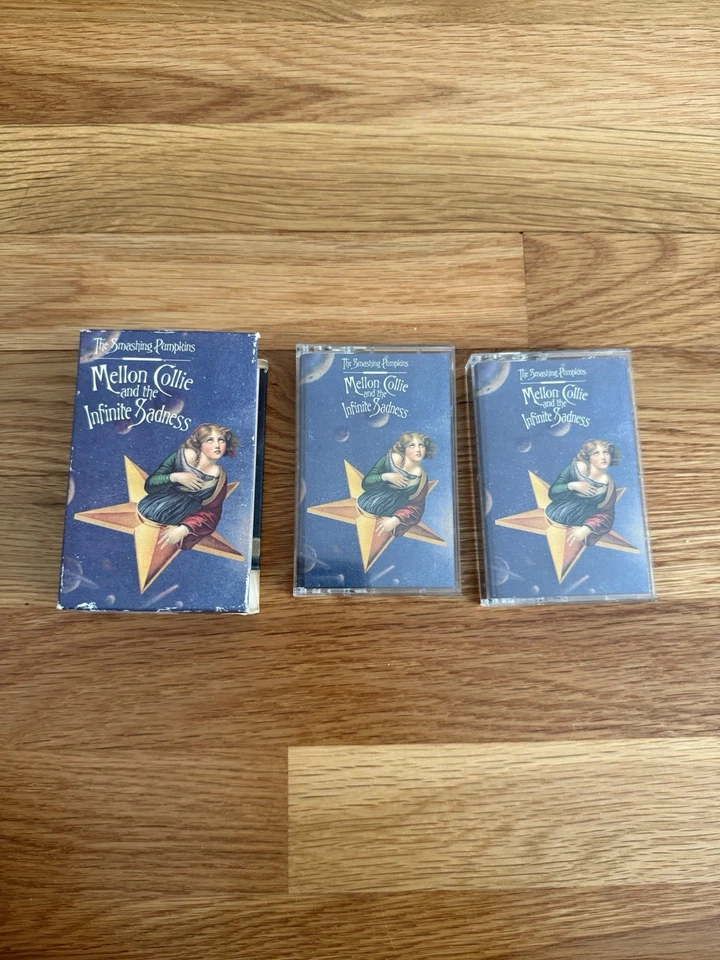 The Smashing Pumpkins
Mellon Collie
and the
Infinite Sadness
The Smashing Pumpkins
Mellon Collie
and the
Infinite Sadness
The Smashing Pumpkins
Mellon Collie
and the
Infinite Sadness